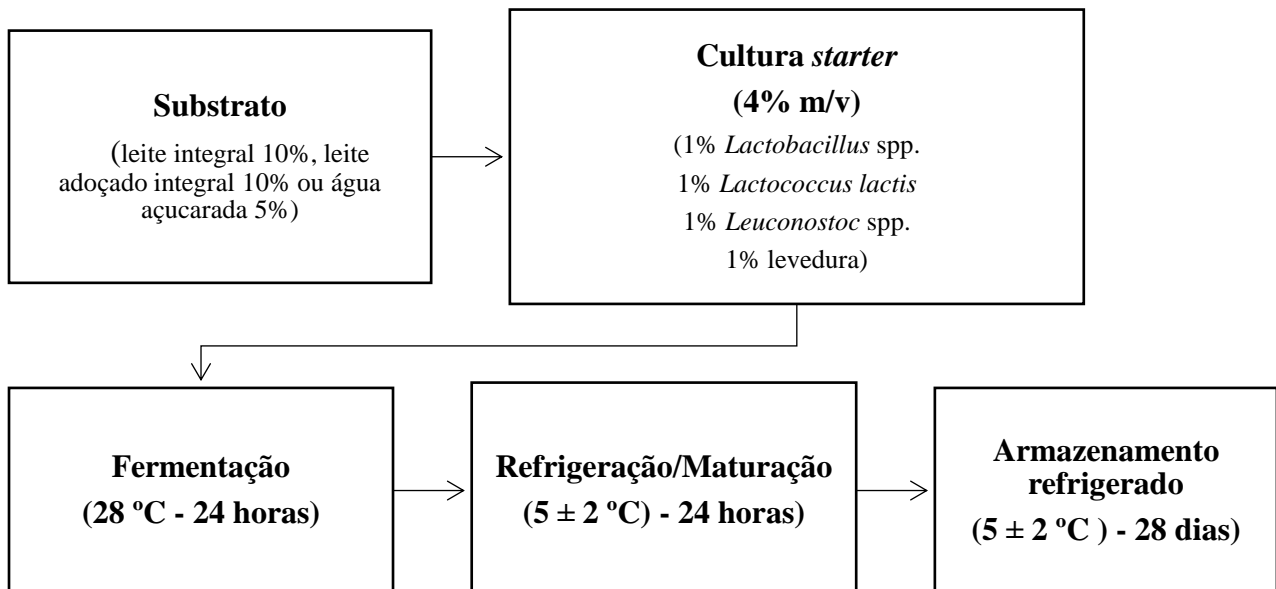 Substrato
(leite integral 10%, leite
adoçado integral 10% ou água
açucarada 5%)
Cultura starter
(4% m/v)
(1% Lactobacillus spp.
1% Lactococcus lactis
1% Leuconostoc spp.
1% levedura)
Fermentação
(28 ºC - 24 horas)
Refrigeração/Maturação
(5 ± 2 ºC) - 24 horas)
Armazenamento
refrigerado
(5 ± 2 ºC ) - 28 dias)